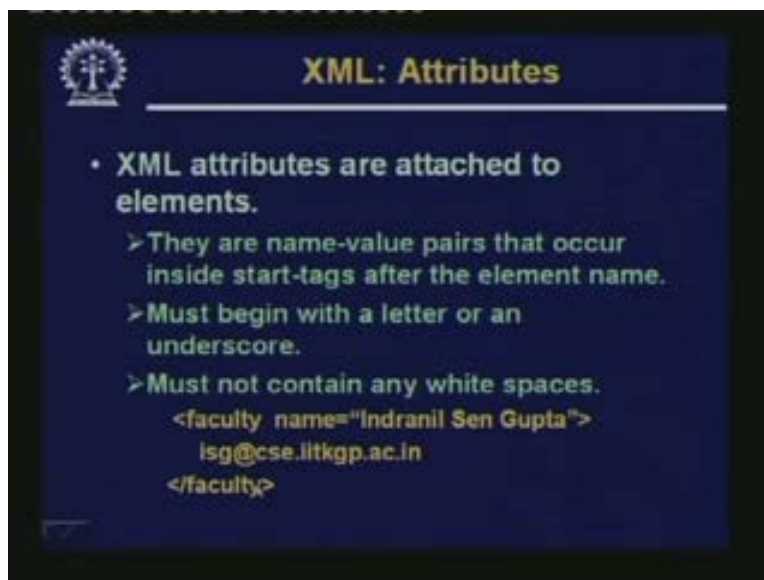 XML: Attributes
• XML attributes are attached to
elements.
➢They are name-value pairs that occur
inside start-tags after the element name.
➢Must begin with a letter or an
underscore.
➢Must not contain any white spaces.
<faculty name=“Indranil Sen Gupta”>
isg@cse.iitkgp.ac.in
</faculty>